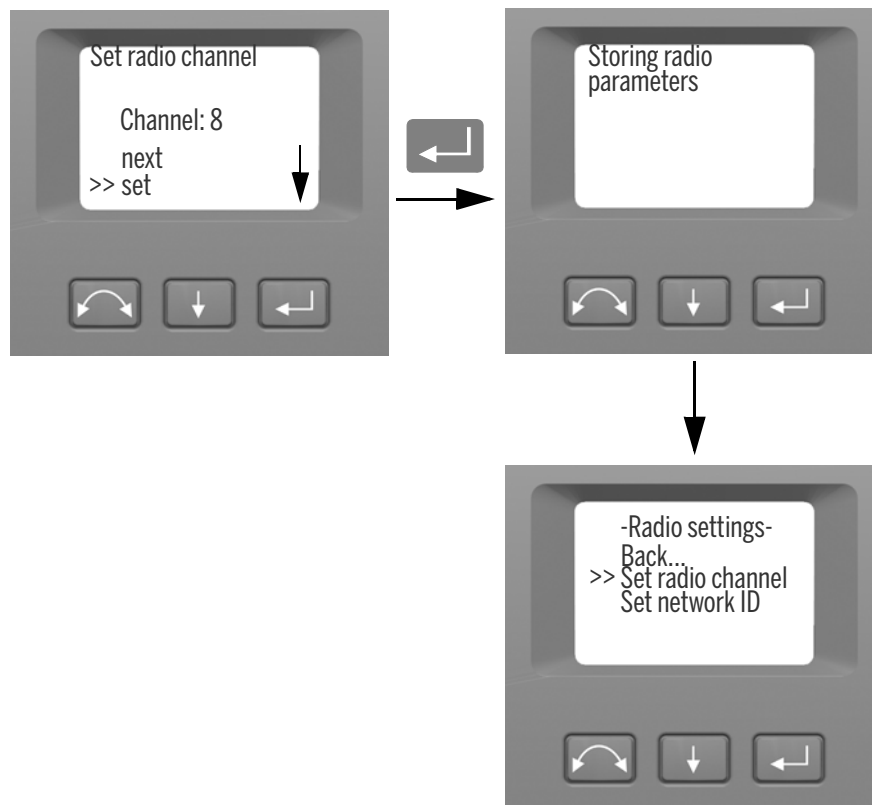 Set radio channel
Channel: 8
next
>> set
Storing radio
parameters
-Radio settings-
Back...
>> Set radio channel
Set network ID